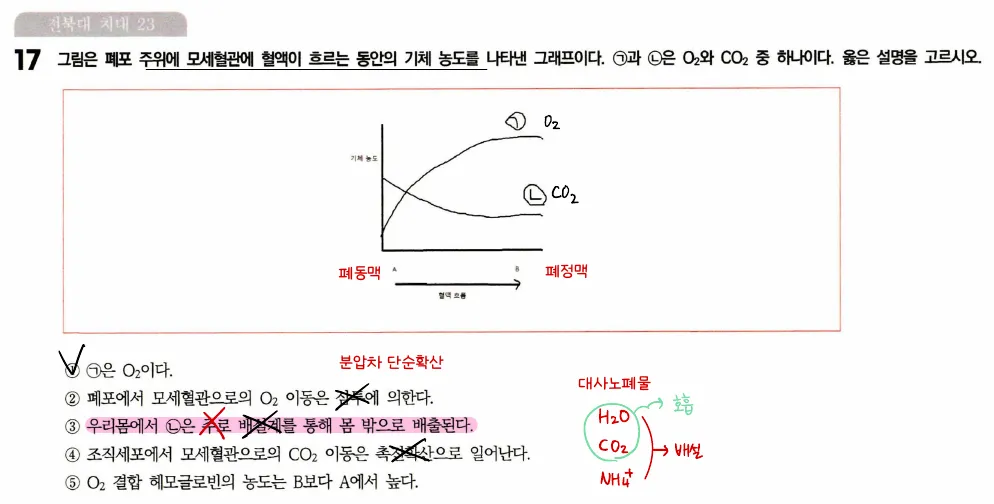 전북대 치대 23
17 그림은 폐포 주위에 모세혈관에 혈액이 흐르는 동안의 기체 농도를 나타낸 그래프이다. ㉠과 ㉡은 O₂와 CO₂ 중 하나이다. 옳은 설명을 고르시오.
㉠ O₂
기체 농도
㉡ CO₂
폐동맥 A B 폐정맥
혈액 흐름
① ㉠은 O₂이다.
분압차 단순확산
② 폐포에서 모세혈관으로의 O₂ 이동은 삼투에 의한다.
③ 우리몸에서 ㉡은 주로 배설계를 통해 몸 밖으로 배출된다.
④ 조직세포에서 모세혈관으로의 CO₂ 이동은 촉진확산으로 일어난다.
⑤ O₂ 결합 헤모글로빈의 농도는 B보다 A에서 높다.
대사노폐물
H₂O → 호흡
CO₂ → 배설
NH₄⁺